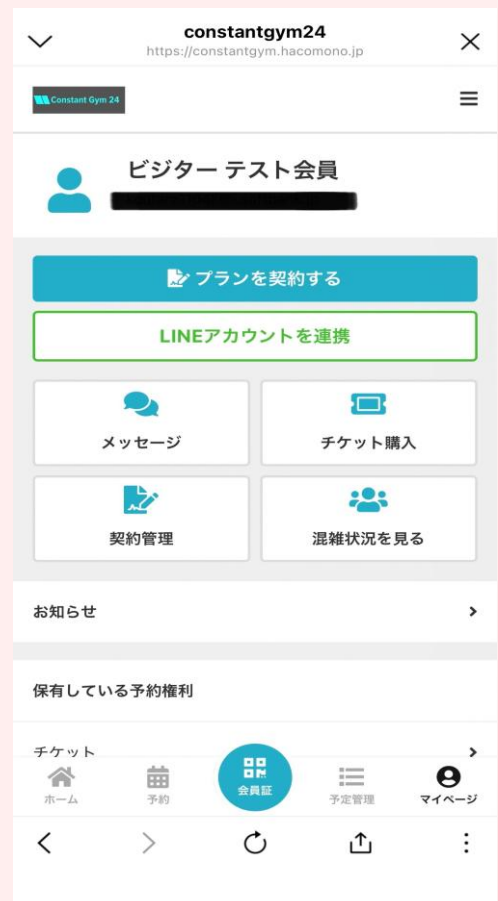 constantgym24
https://constantgym.hacomono.jp
Constant Gym 24
ビジター テスト会員
プランを契約する
LINEアカウントを連携
メッセージ
チケット購入
契約管理
混雑状況を見る
お知らせ
保有している予約権利
チケット
ホーム
予約
会員証
予定管理
マイページ